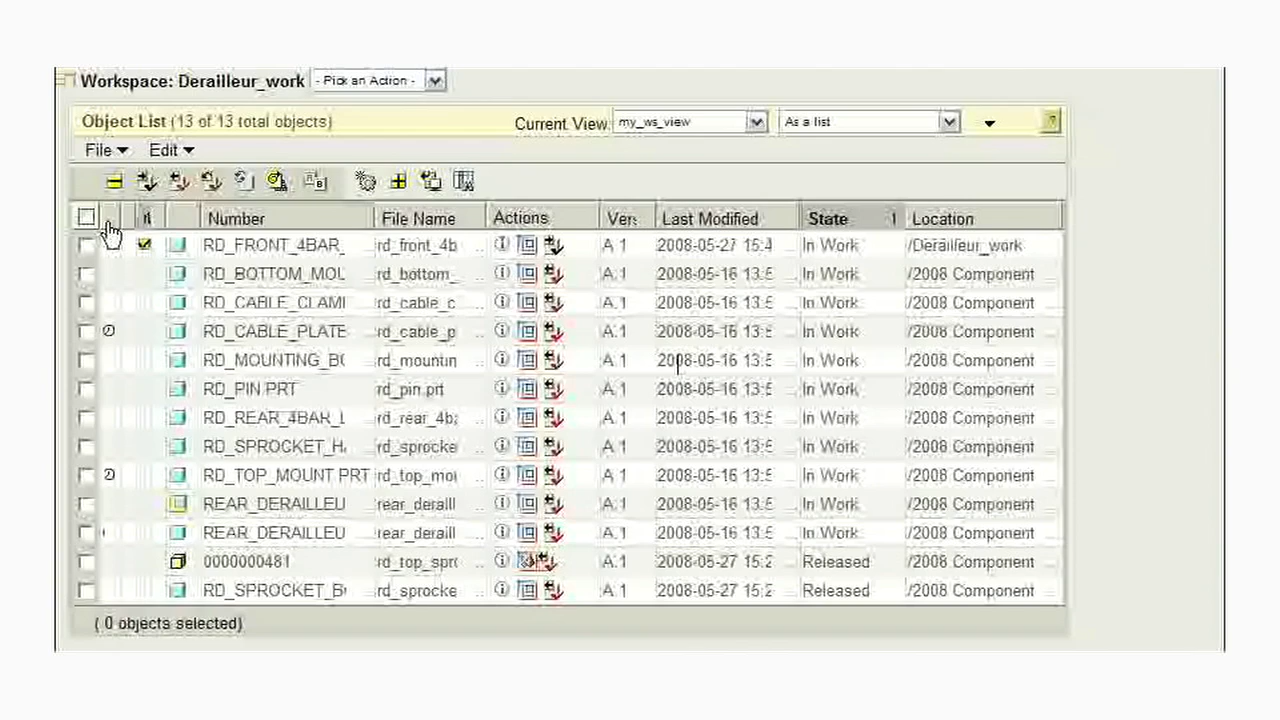 Workspace: Derailleur_work - Pick an Action -
Object List (13 of 13 total objects) Current View: my_ws_view As a list
File Edit
Number File Name Actions Vers Last Modified State 1 Location
RD_FRONT_4BAR_ rd_front_4b A.1 2008-05-27 15:4 In Work /Derailleur_work
RD_BOTTOM_MOU rd_bottom_ ... A.1 2008-05-16 13:5 ... In Work /2008 Component ...
RD_CABLE_CLAMI rd_cable_c ... A.1 2008-05-16 13:5 ... In Work /2008 Component ...
RD_CABLE_PLATE rd_cable_p ... A.1 2008-05-16 13:5 ... In Work /2008 Component ...
RD_MOUNTING_BO rd_mountin ... A.1 2008-05-16 13:5 ... In Work /2008 Component ...
RD_PIN.PRT rd_pin.prt ... A.1 2008-05-16 13:5 ... In Work /2008 Component ...
RD_REAR_4BAR_L rd_rear_4ba ... A.1 2008-05-16 13:5 ... In Work /2008 Component ...
RD_SPROCKET_HA rd_sprocke ... A.1 2008-05-16 13:5 ... In Work /2008 Component ...
RD_TOP_MOUNT.PRT rd_top_mou ... A.1 2008-05-16 13:5 ... In Work /2008 Component ...
REAR_DERAILLEU rear_deraill ... A.1 2008-05-16 13:5 ... In Work /2008 Component ...
REAR_DERAILLEU rear_deraill ... A.1 2008-05-16 13:5 ... In Work /2008 Component ...
0000000481 rd_top_spro ... A.1 2008-05-27 15:2 ... Released /2008 Component ...
RD_SPROCKET_B rd_sprocke ... A.1 2008-05-27 15:2 ... Released /2008 Component ...
( 0 objects selected)